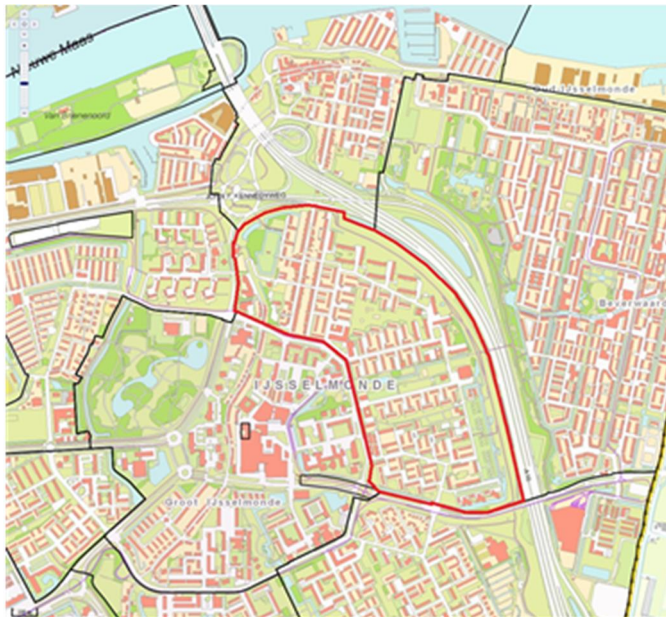 Nieuwe Maas
Van Brienenoord
Oud IJsselmonde
Beverwaard
IJSSELMONDE
Groot IJsselmonde